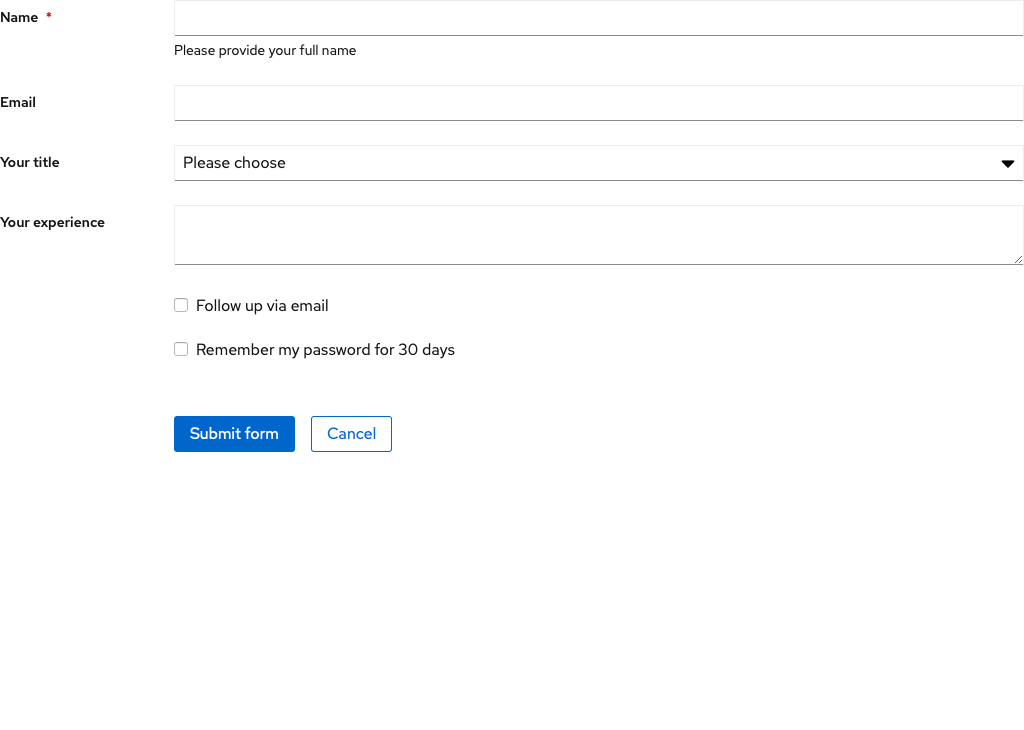 Name *
Please provide your full name
Email
Your title
Please choose
Your experience
Follow up via email
Remember my password for 30 days
Submit form
Cancel